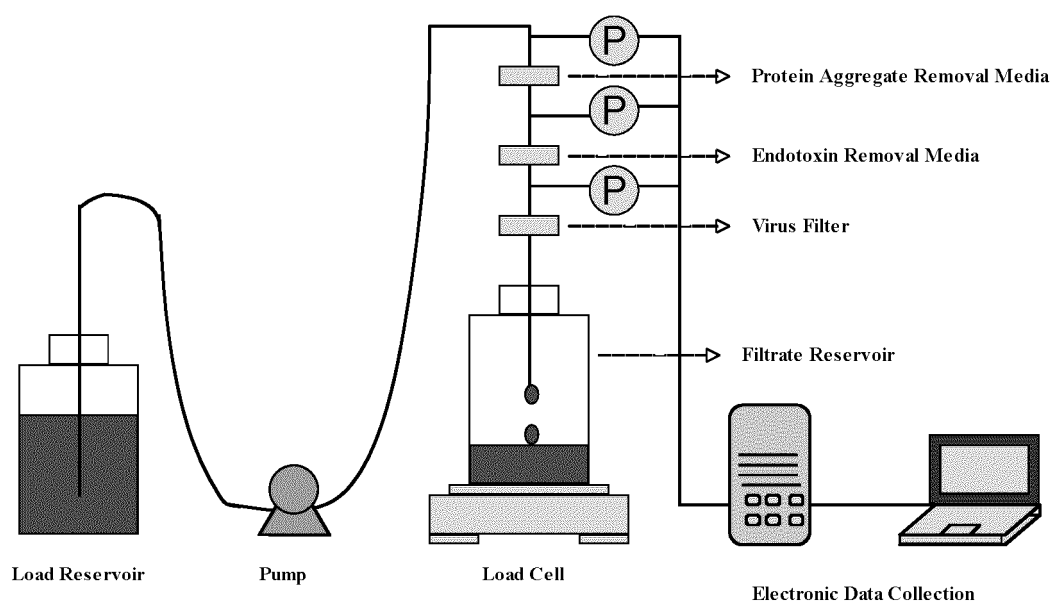 P
Protein Aggregate Removal Media
P
Endotoxin Removal Media
P
Virus Filter
Filtrate Reservoir
Load Reservoir
Pump
Load Cell
Electronic Data Collection